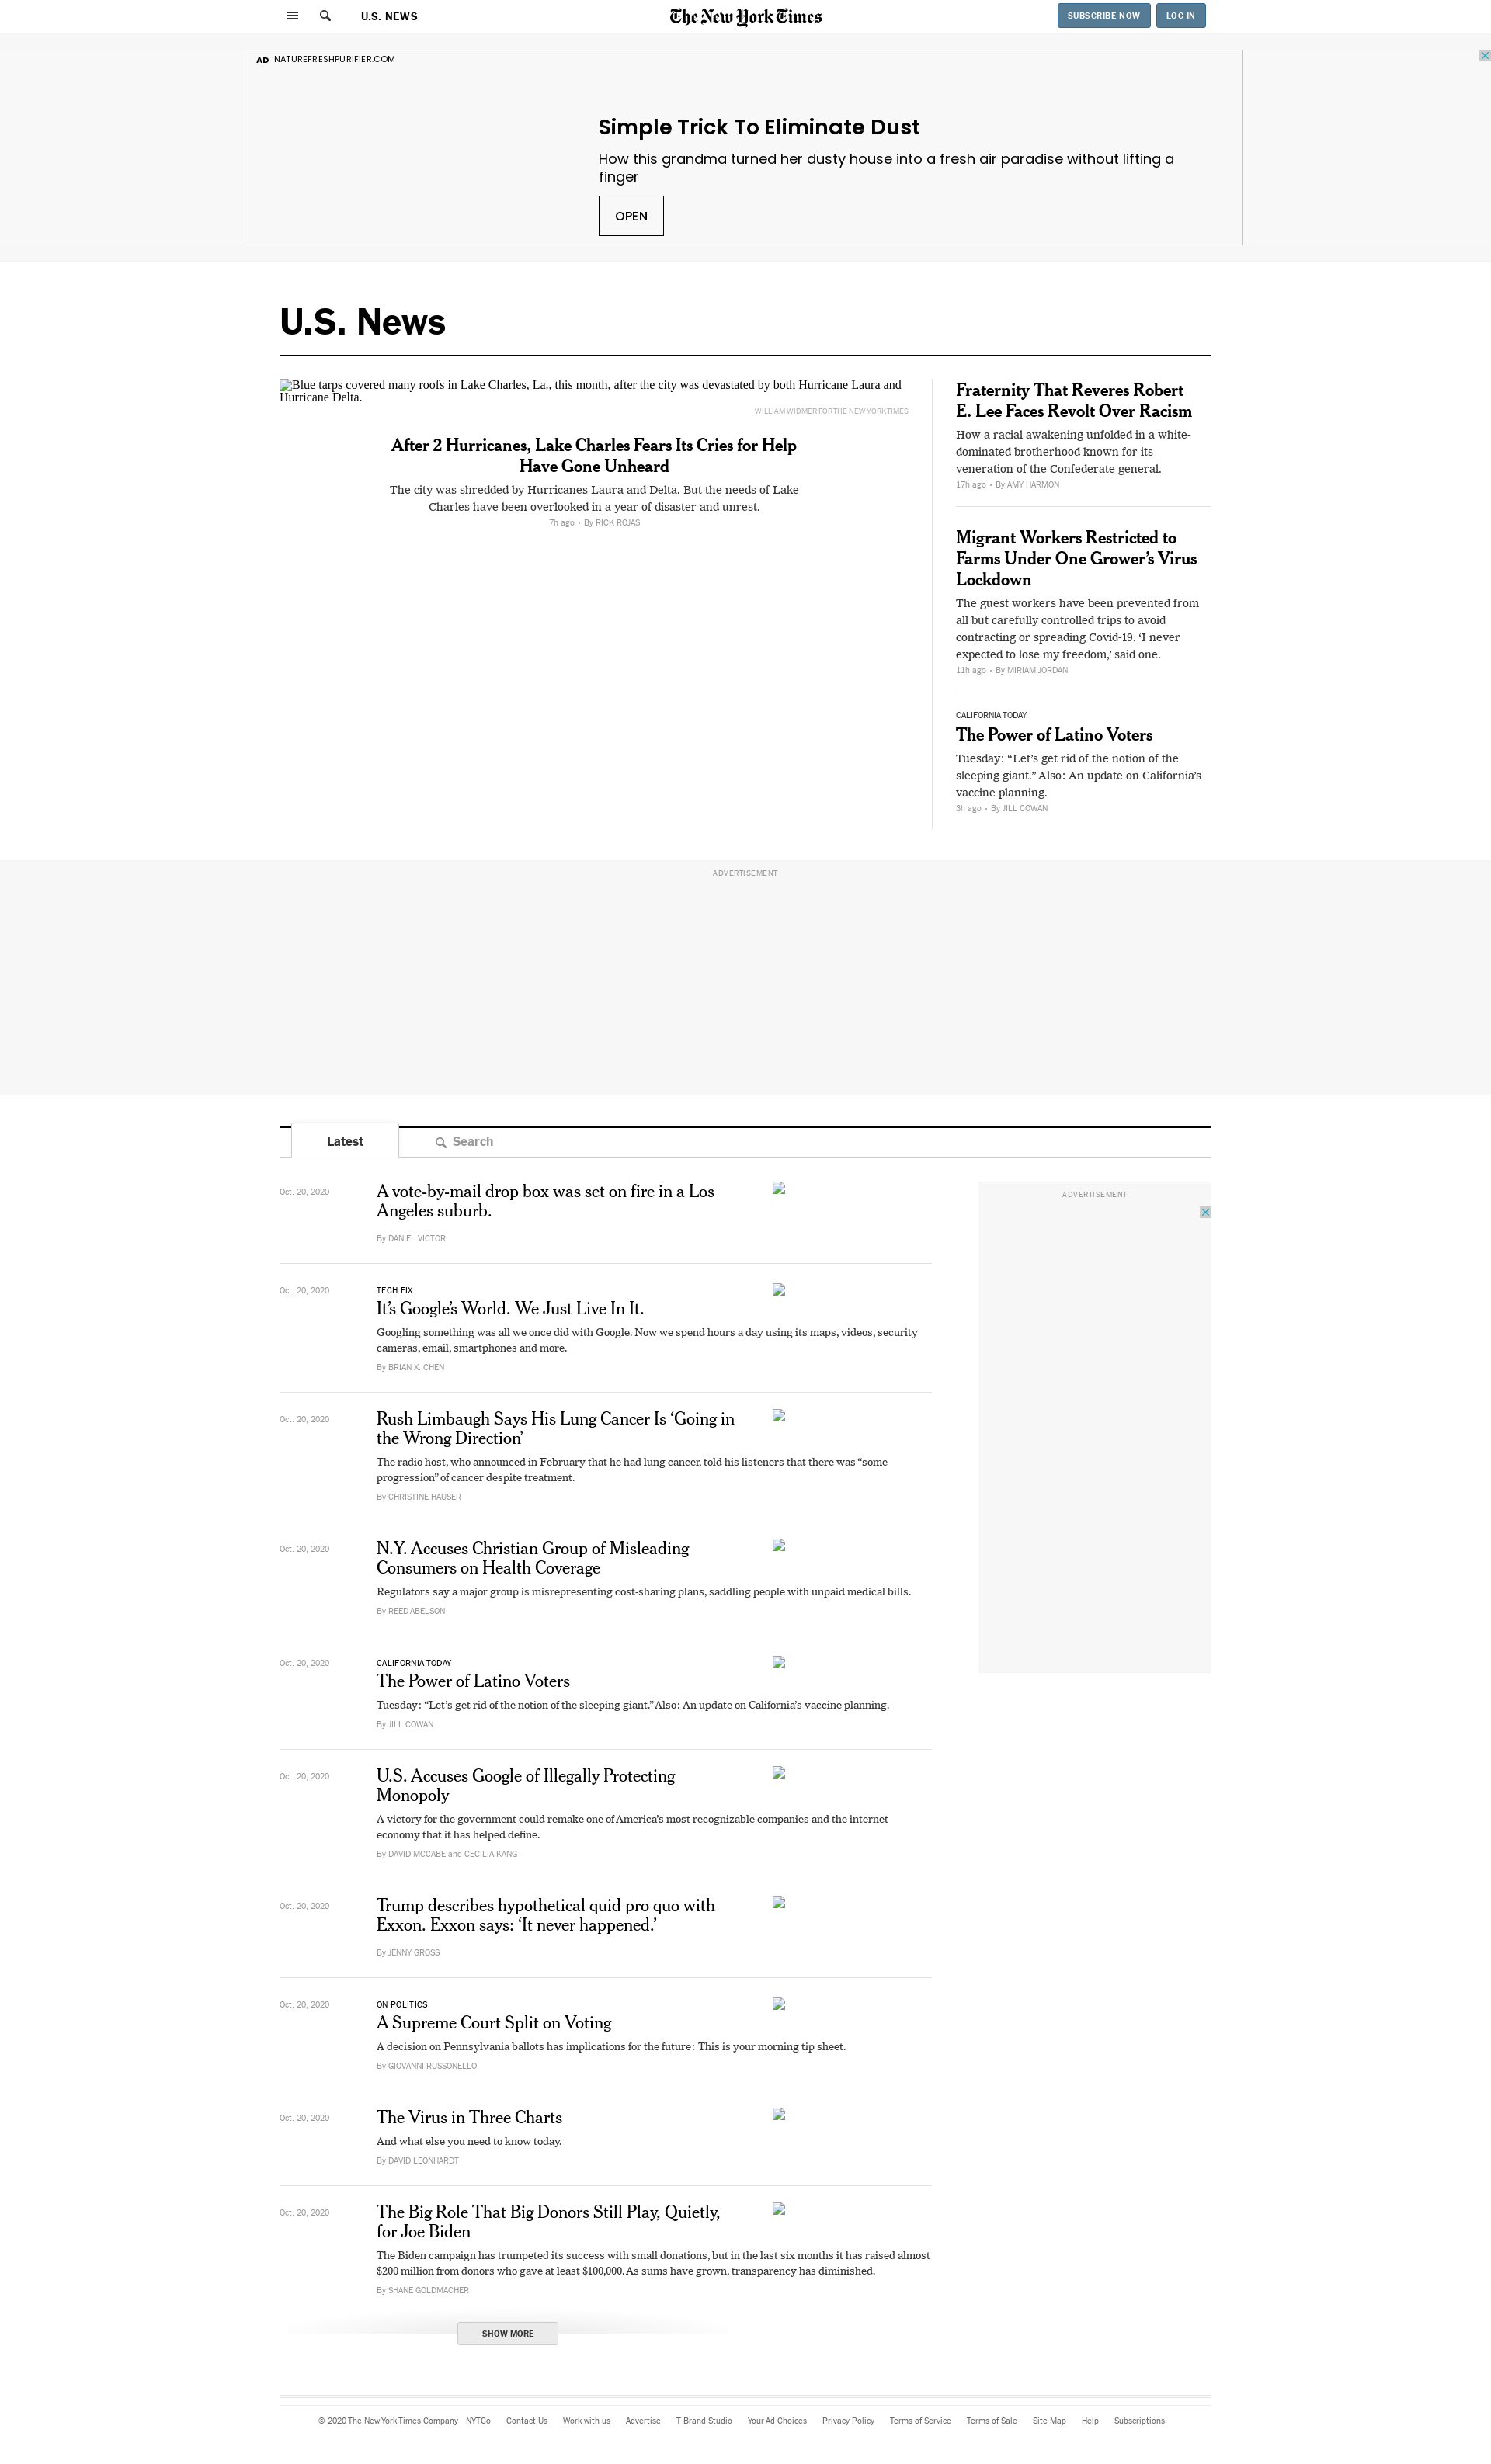 U.S. NEWS
The New York Times
SUBSCRIBE NOW
LOG IN
AD NATUREFRESHPURIFIER.COM
Simple Trick To Eliminate Dust
How this grandma turned her dusty house into a fresh air paradise without lifting a
finger
OPEN
U.S. News
Blue tarps covered many roofs in Lake Charles, La., this month, after the city was devastated by both Hurricane Laura and
Hurricane Delta.
WILLIAM WIDMER FOR THE NEW YORK TIMES
After 2 Hurricanes, Lake Charles Fears Its Cries for Help
Have Gone Unheard
The city was shredded by Hurricanes Laura and Delta. But the needs of Lake
Charles have been overlooked in a year of disaster and unrest.
7h ago • By RICK ROJAS
Fraternity That Reveres Robert
E. Lee Faces Revolt Over Racism
How a racial awakening unfolded in a white-
dominated brotherhood known for its
veneration of the Confederate general.
17h ago • By AMY HARMON
Migrant Workers Restricted to
Farms Under One Grower’s Virus
Lockdown
The guest workers have been prevented from
all but carefully controlled trips to avoid
contracting or spreading Covid-19. ‘I never
expected to lose my freedom,’ said one.
11h ago • By MIRIAM JORDAN
CALIFORNIA TODAY
The Power of Latino Voters
Tuesday: “Let’s get rid of the notion of the
sleeping giant.” Also: An update on California’s
vaccine planning.
3h ago • By JILL COWAN
ADVERTISEMENT
Latest
Search
Oct. 20, 2020
A vote-by-mail drop box was set on fire in a Los
Angeles suburb.
By DANIEL VICTOR
ADVERTISEMENT
Oct. 20, 2020
TECH FIX
It’s Google’s World. We Just Live In It.
Googling something was all we once did with Google. Now we spend hours a day using its maps, videos, security
cameras, email, smartphones and more.
By BRIAN X. CHEN
Oct. 20, 2020
Rush Limbaugh Says His Lung Cancer Is ‘Going in
the Wrong Direction’
The radio host, who announced in February that he had lung cancer, told his listeners that there was “some
progression” of cancer despite treatment.
By CHRISTINE HAUSER
Oct. 20, 2020
N.Y. Accuses Christian Group of Misleading
Consumers on Health Coverage
Regulators say a major group is misrepresenting cost-sharing plans, saddling people with unpaid medical bills.
By REED ABELSON
Oct. 20, 2020
CALIFORNIA TODAY
The Power of Latino Voters
Tuesday: “Let’s get rid of the notion of the sleeping giant.” Also: An update on California’s vaccine planning.
By JILL COWAN
Oct. 20, 2020
U.S. Accuses Google of Illegally Protecting
Monopoly
A victory for the government could remake one of America’s most recognizable companies and the internet
economy that it has helped define.
By DAVID MCCABE and CECILIA KANG
Oct. 20, 2020
Trump describes hypothetical quid pro quo with
Exxon. Exxon says: ‘It never happened.’
By JENNY GROSS
Oct. 20, 2020
ON POLITICS
A Supreme Court Split on Voting
A decision on Pennsylvania ballots has implications for the future: This is your morning tip sheet.
By GIOVANNI RUSSONELLO
Oct. 20, 2020
The Virus in Three Charts
And what else you need to know today.
By DAVID LEONHARDT
Oct. 20, 2020
The Big Role That Big Donors Still Play, Quietly,
for Joe Biden
The Biden campaign has trumpeted its success with small donations, but in the last six months it has raised almost
$200 million from donors who gave at least $100,000. As sums have grown, transparency has diminished.
By SHANE GOLDMACHER
SHOW MORE
© 2020 The New York Times Company NYTCo Contact Us Work with us Advertise T Brand Studio Your Ad Choices Privacy Policy Terms of Service Terms of Sale Site Map Help Subscriptions